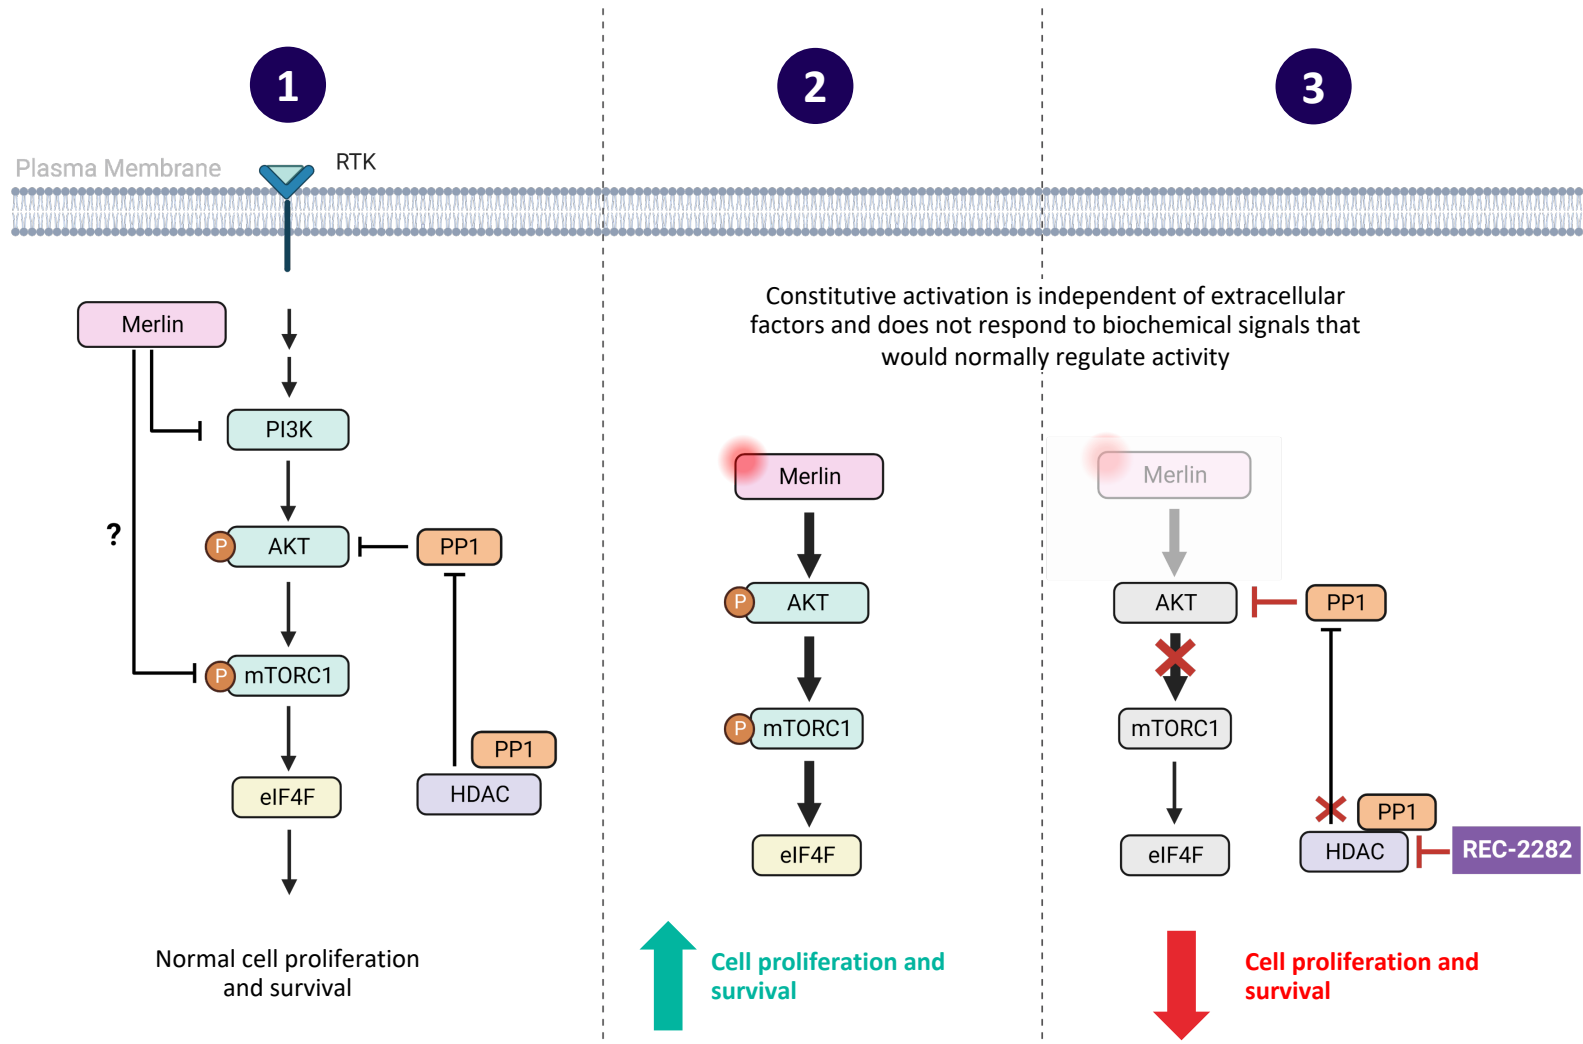 1
2
3
Plasma Membrane
RTK
Merlin
PI3K
?
P
AKT
PP1
P
mTORC1
PP1
HDAC
eIF4F
Normal cell proliferation
and survival
Constitutive activation is independent of extracellular
factors and does not respond to biochemical signals that
would normally regulate activity
Merlin
P
AKT
P
mTORC1
eIF4F
Cell proliferation and
survival
Merlin
AKT
PP1
mTORC1
PP1
HDAC
REC-2282
eIF4F
Cell proliferation and
survival